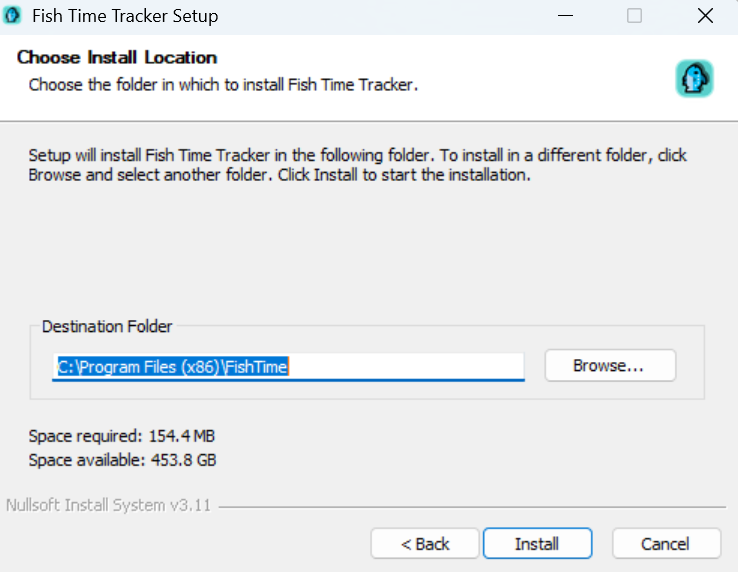 Fish Time Tracker Setup
Choose Install Location
Choose the folder in which to install Fish Time Tracker.
Setup will install Fish Time Tracker in the following folder. To install in a different folder, click
Browse and select another folder. Click Install to start the installation.
Destination Folder
C:\Program Files (x86)\FishTime
Browse...
Space required: 154.4 MB
Space available: 453.8 GB
Nullsoft Install System v3.11
< Back
Install
Cancel